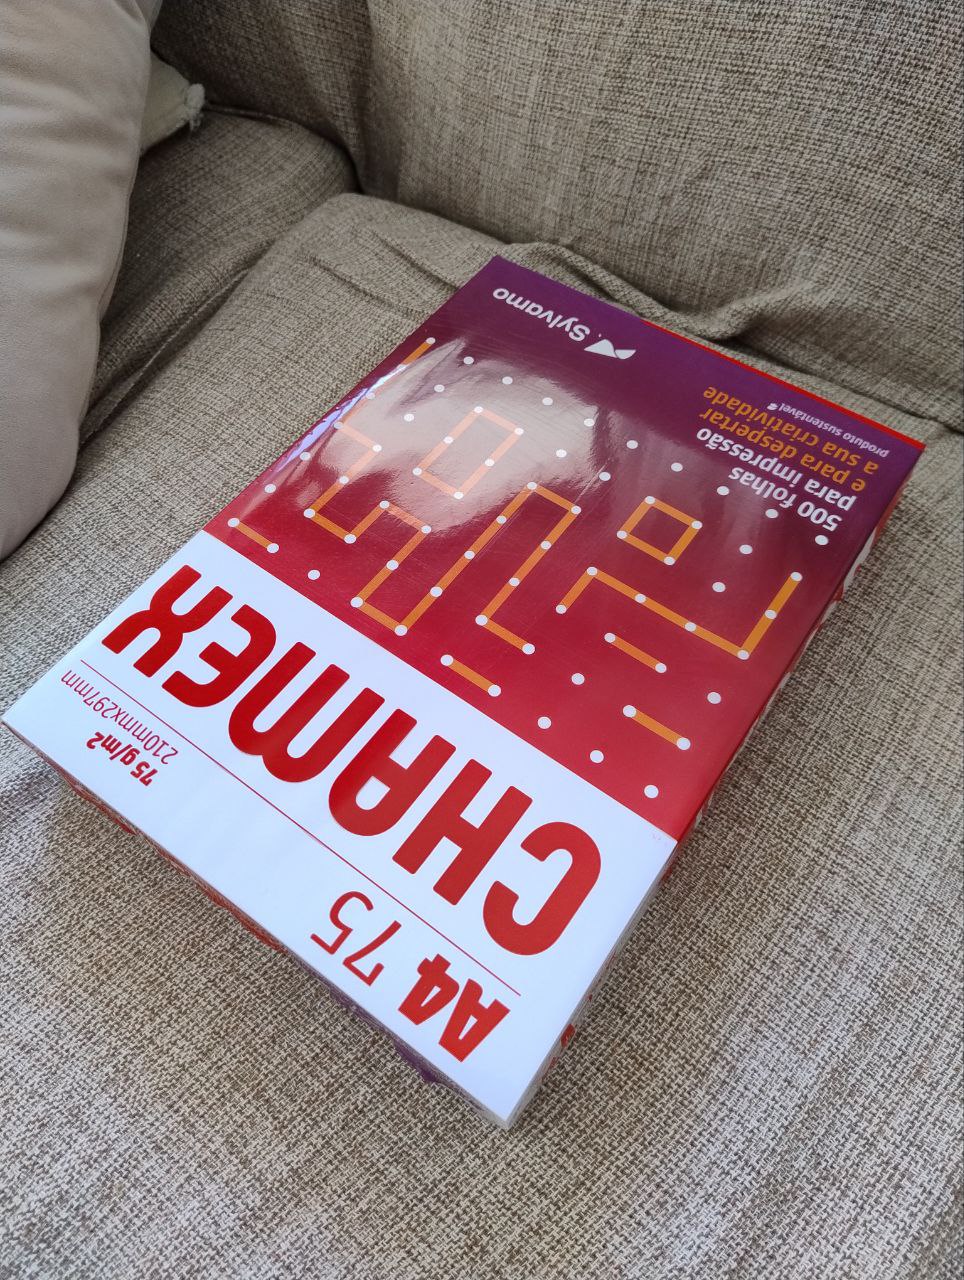 A4 75
75 g/m2
210mmx297mm
CHAMEX
500 folhas
para impressão
e para despertar
a sua criatividade
produto sustentável
Sylvamo